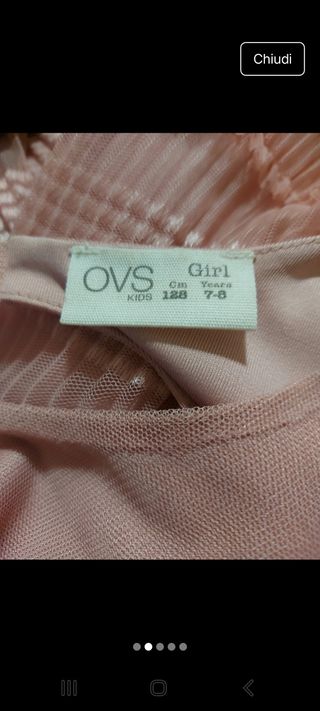 Chiudi
OVS Girl
KIDS Cm Years
128 7-8